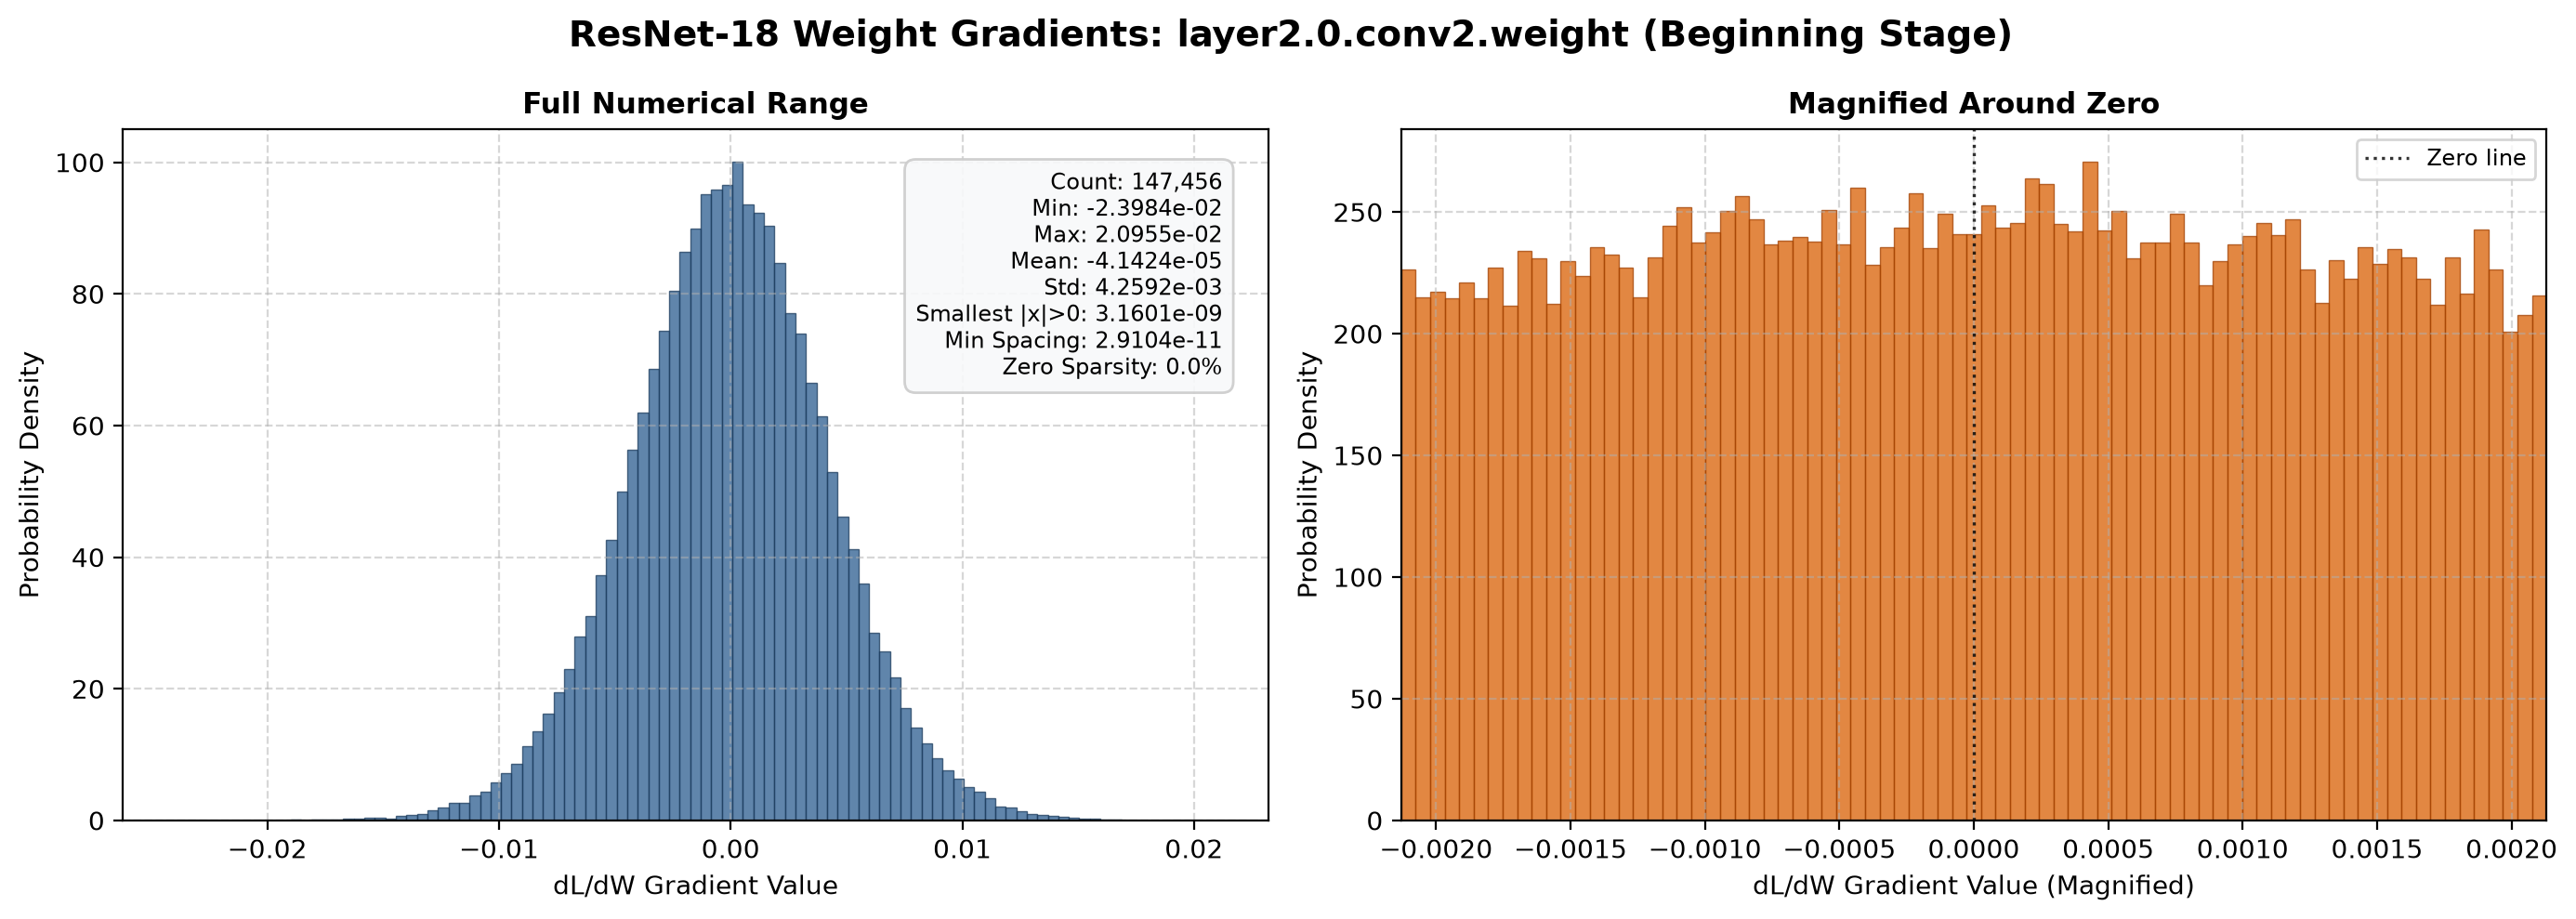 ResNet-18 Weight Gradients: layer2.0.conv2.weight (Beginning Stage)
Full Numerical Range
Probability Density
100
80
60
40
20
0
Count: 147,456
Min: -2.3984e-02
Max: 2.0955e-02
Mean: -4.1424e-05
Std: 4.2592e-03
Smallest |x|>0: 3.1601e-09
Min Spacing: 2.9104e-11
Zero Sparsity: 0.0%
−0.02 −0.01 0.00 0.01 0.02
dL/dW Gradient Value
Magnified Around Zero
Probability Density
Zero line
250
200
150
100
50
0
−0.0020 −0.0015 −0.0010 −0.0005 0.0000 0.0005 0.0010 0.0015 0.0020
dL/dW Gradient Value (Magnified)